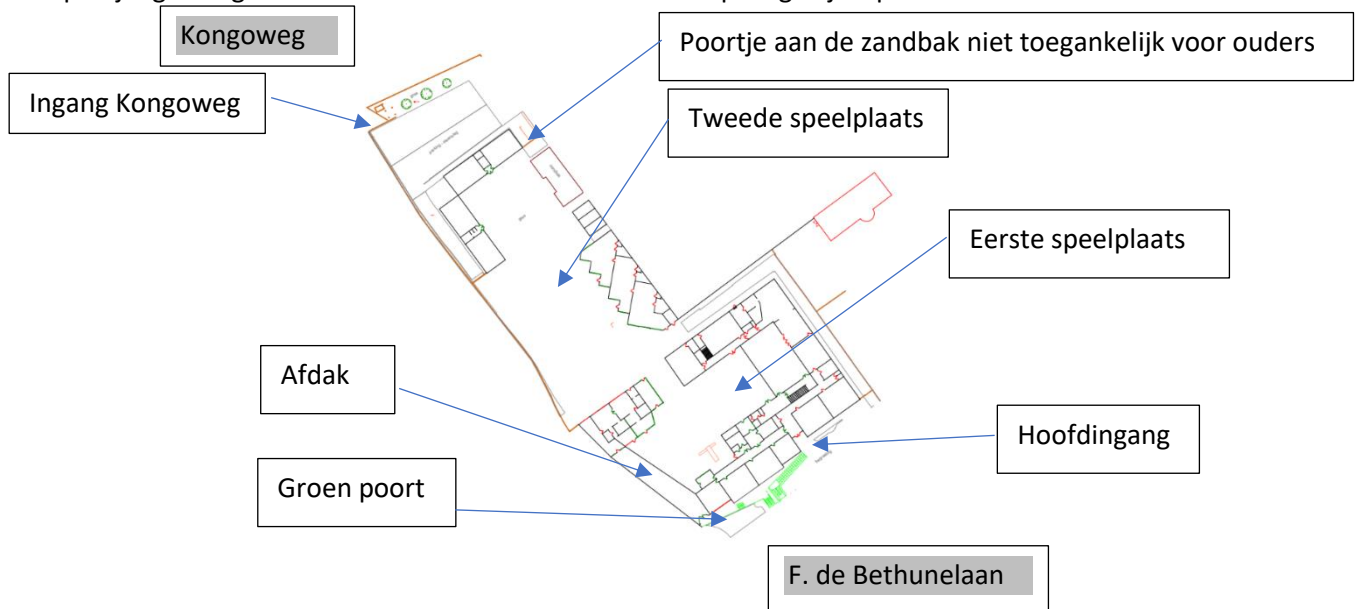 Kongoweg
Poortje aan de zandbak niet toegankelijk voor ouders
Ingang Kongoweg
Tweede speelplaats
Eerste speelplaats
Afdak
Hoofdingang
Groen poort
F. de Bethunelaan